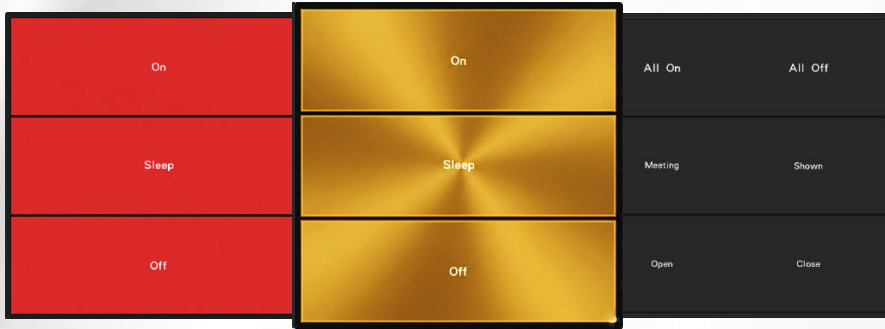 On
Sleep
Off
On
Sleep
Off
All On All Off
Meeting Shown
Open Close